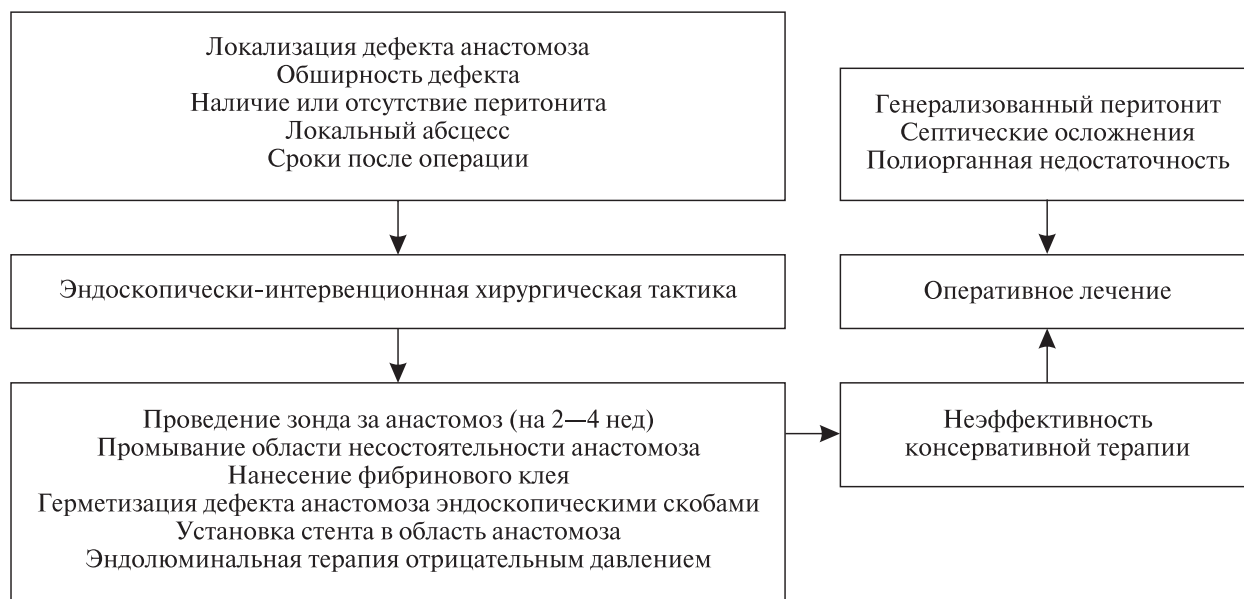 Локализация дефекта анастомоза
Обширность дефекта
Наличие или отсутствие перитонита
Локальный абсцесс
Сроки после операции
Эндоскопически-интервенционная хирургическая тактика
Проведение зонда за анастомоз (на 2—4 нед)
Промывание области несостоятельности анастомоза
Нанесение фибринового клея
Герметизация дефекта анастомоза эндоскопическими скобами
Установка стента в область анастомоза
Эндолюминальная терапия отрицательным давлением
Генерализованный перитонит
Септические осложнения
Полиорганная недостаточность
Оперативное лечение
Неэффективность
консервативной терапии